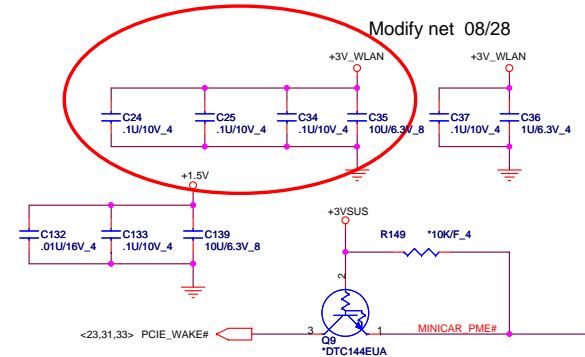 Modify net 08/28
+3V_WLAN
+3V_WLAN
C24
.1U/10V_4
C25
.1U/10V_4
C34
.1U/10V_4
C35
10U/6.3V_8
C37
.1U/10V_4
C36
1U/6.3V_4
+1.5V
C132
.01U/16V_4
C133
.1U/10V_4
C139
10U/6.3V_8
+3VSUS
R149
*10K/F_4
2
<23,31,33> PCIE_WAKE#
3
1
MINICAR_PME#
Q9
*DTC144EUA